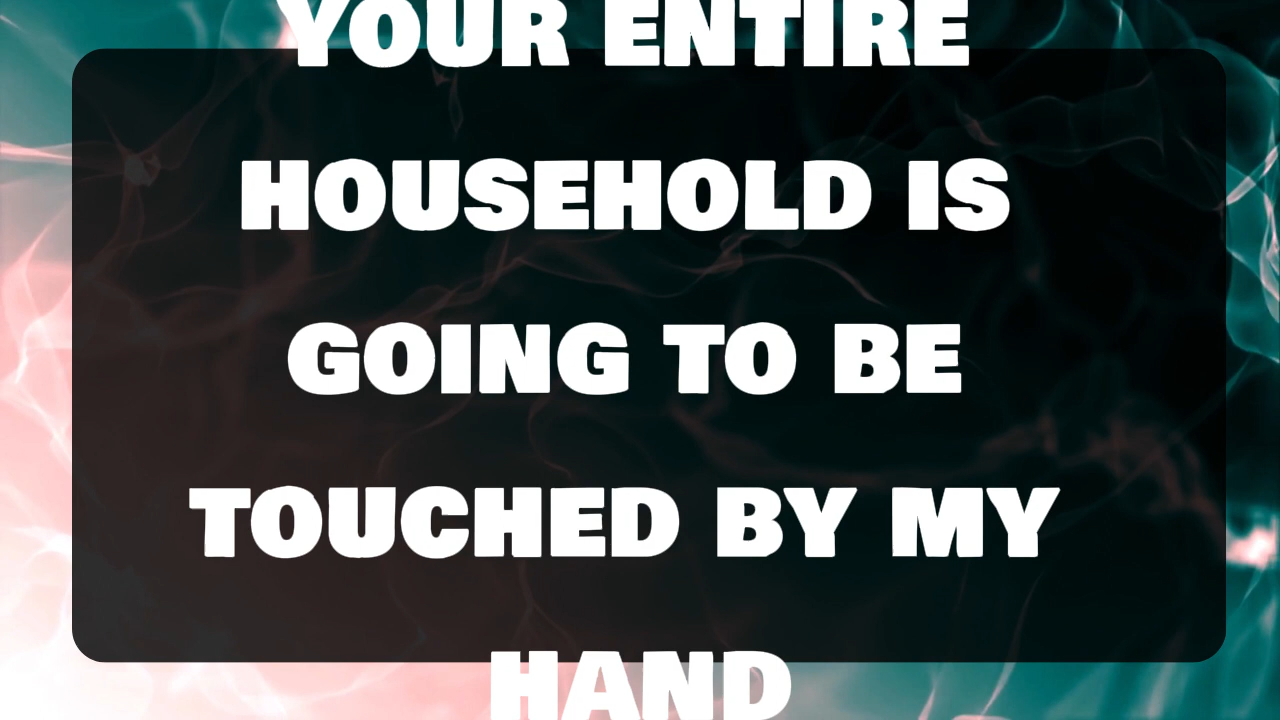 YOUR ENTIRE
HOUSEHOLD IS
GOING TO BE
TOUCHED BY MY
HAND